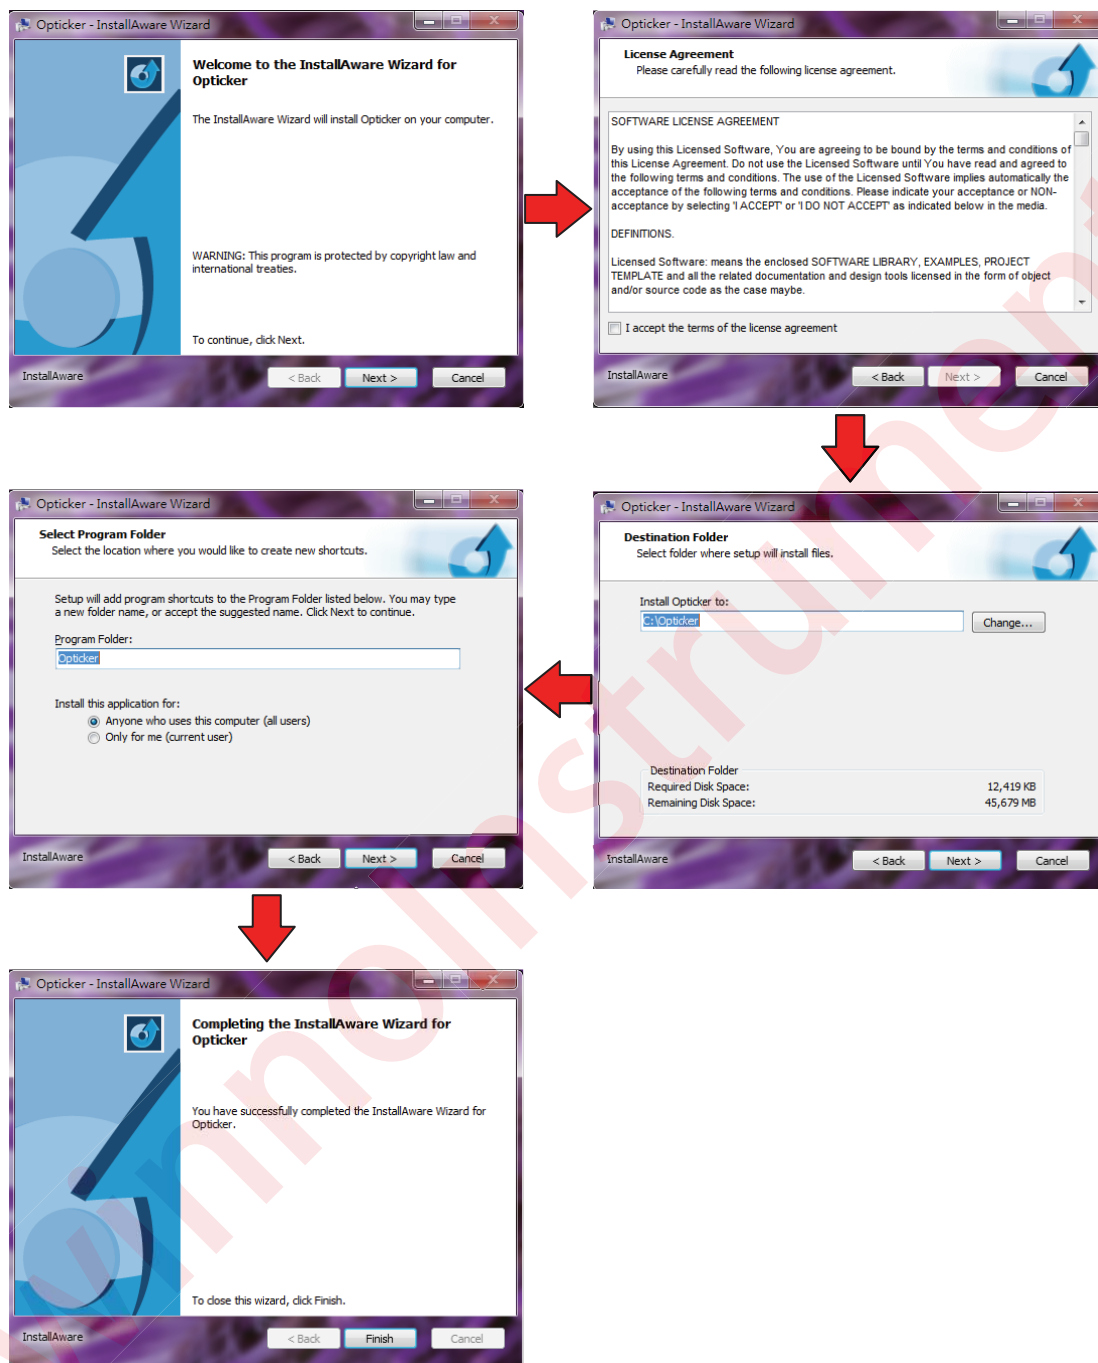 Opticker - InstallAware Wizard
Welcome to the InstallAware Wizard for
Opticker
The InstallAware Wizard will install Opticker on your computer.
WARNING: This program is protected by copyright law and
international treaties.
To continue, click Next.
InstallAware
< Back
Next >
Cancel
Opticker - InstallAware Wizard
License Agreement
Please carefully read the following license agreement.
SOFTWARE LICENSE AGREEMENT
By using this Licensed Software, You are agreeing to be bound by the terms and conditions of
this License Agreement. Do not use the Licensed Software until You have read and agreed to
the following terms and conditions. The use of the Licensed Software implies automatically the
acceptance of the following terms and conditions. Please indicate your acceptance or NON-
acceptance by selecting 'I ACCEPT' or 'I DO NOT ACCEPT' as indicated below in the media.
DEFINITIONS.
Licensed Software: means the enclosed SOFTWARE LIBRARY, EXAMPLES, PROJECT
TEMPLATE and all the related documentation and design tools licensed in the form of object
and/or source code as the case maybe.
I accept the terms of the license agreement
InstallAware
< Back
Next >
Cancel
Opticker - InstallAware Wizard
Destination Folder
Select folder where setup will install files.
Install Opticker to:
C:\Opticker
Change...
Destination Folder
Required Disk Space: 12,419 KB
Remaining Disk Space: 45,679 MB
InstallAware
< Back
Next >
Cancel
Opticker - InstallAware Wizard
Select Program Folder
Select the location where you would like to create new shortcuts.
Setup will add program shortcuts to the Program Folder listed below. You may type
a new folder name, or accept the suggested name. Click Next to continue.
Program Folder:
Opticker
Install this application for:
Anyone who uses this computer (all users)
Only for me (current user)
InstallAware
< Back
Next >
Cancel
Opticker - InstallAware Wizard
Completing the InstallAware Wizard for
Opticker
You have successfully completed the InstallAware Wizard for
Opticker.
To close this wizard, click Finish.
InstallAware
< Back
Finish
Cancel